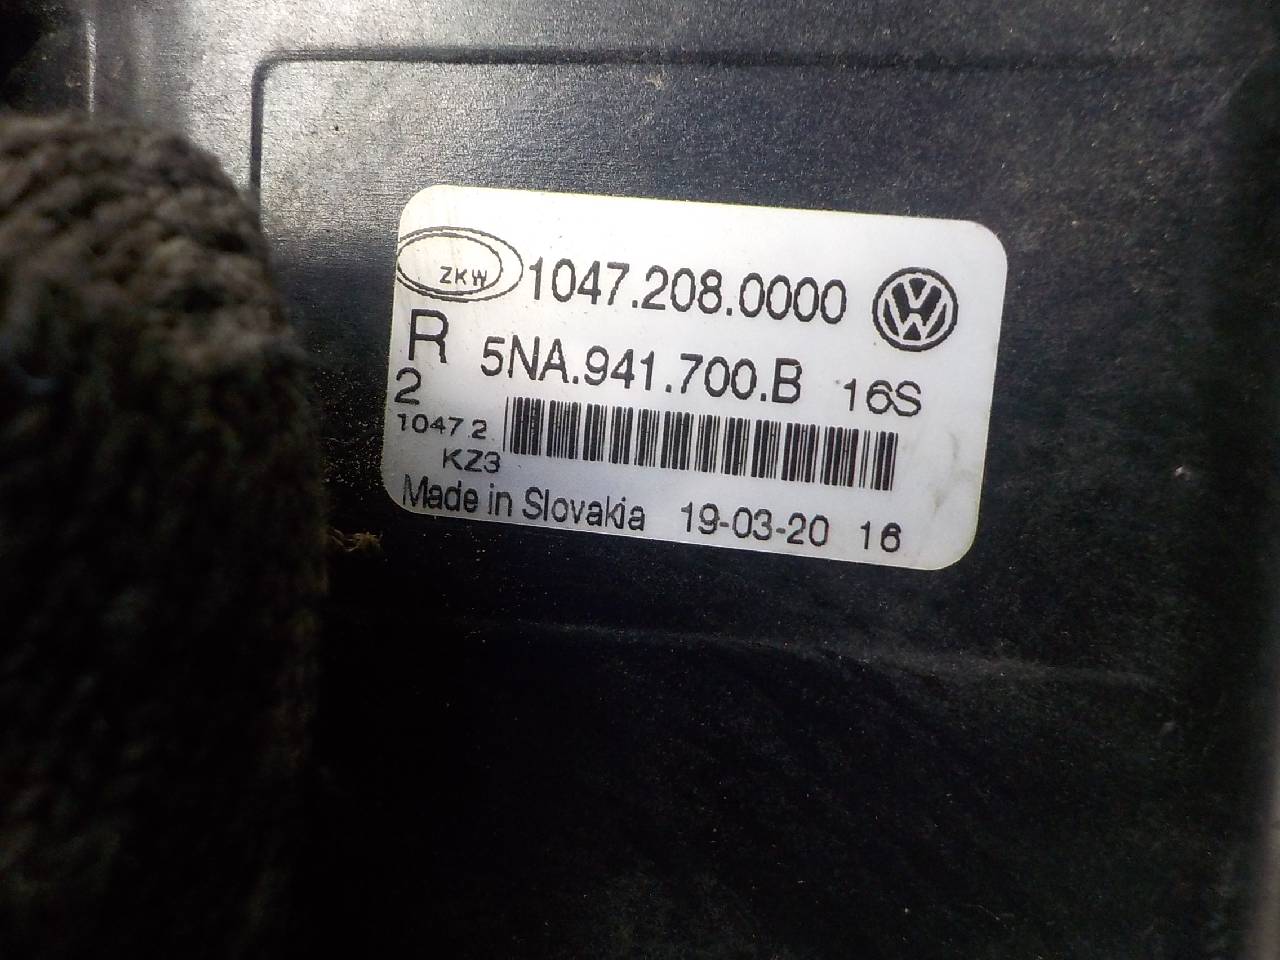 ZKW 1047.208.0000
R 5NA.941.700.B 16S
2
1047 2
KZ3
Made in Slovakia 19-03-20 16